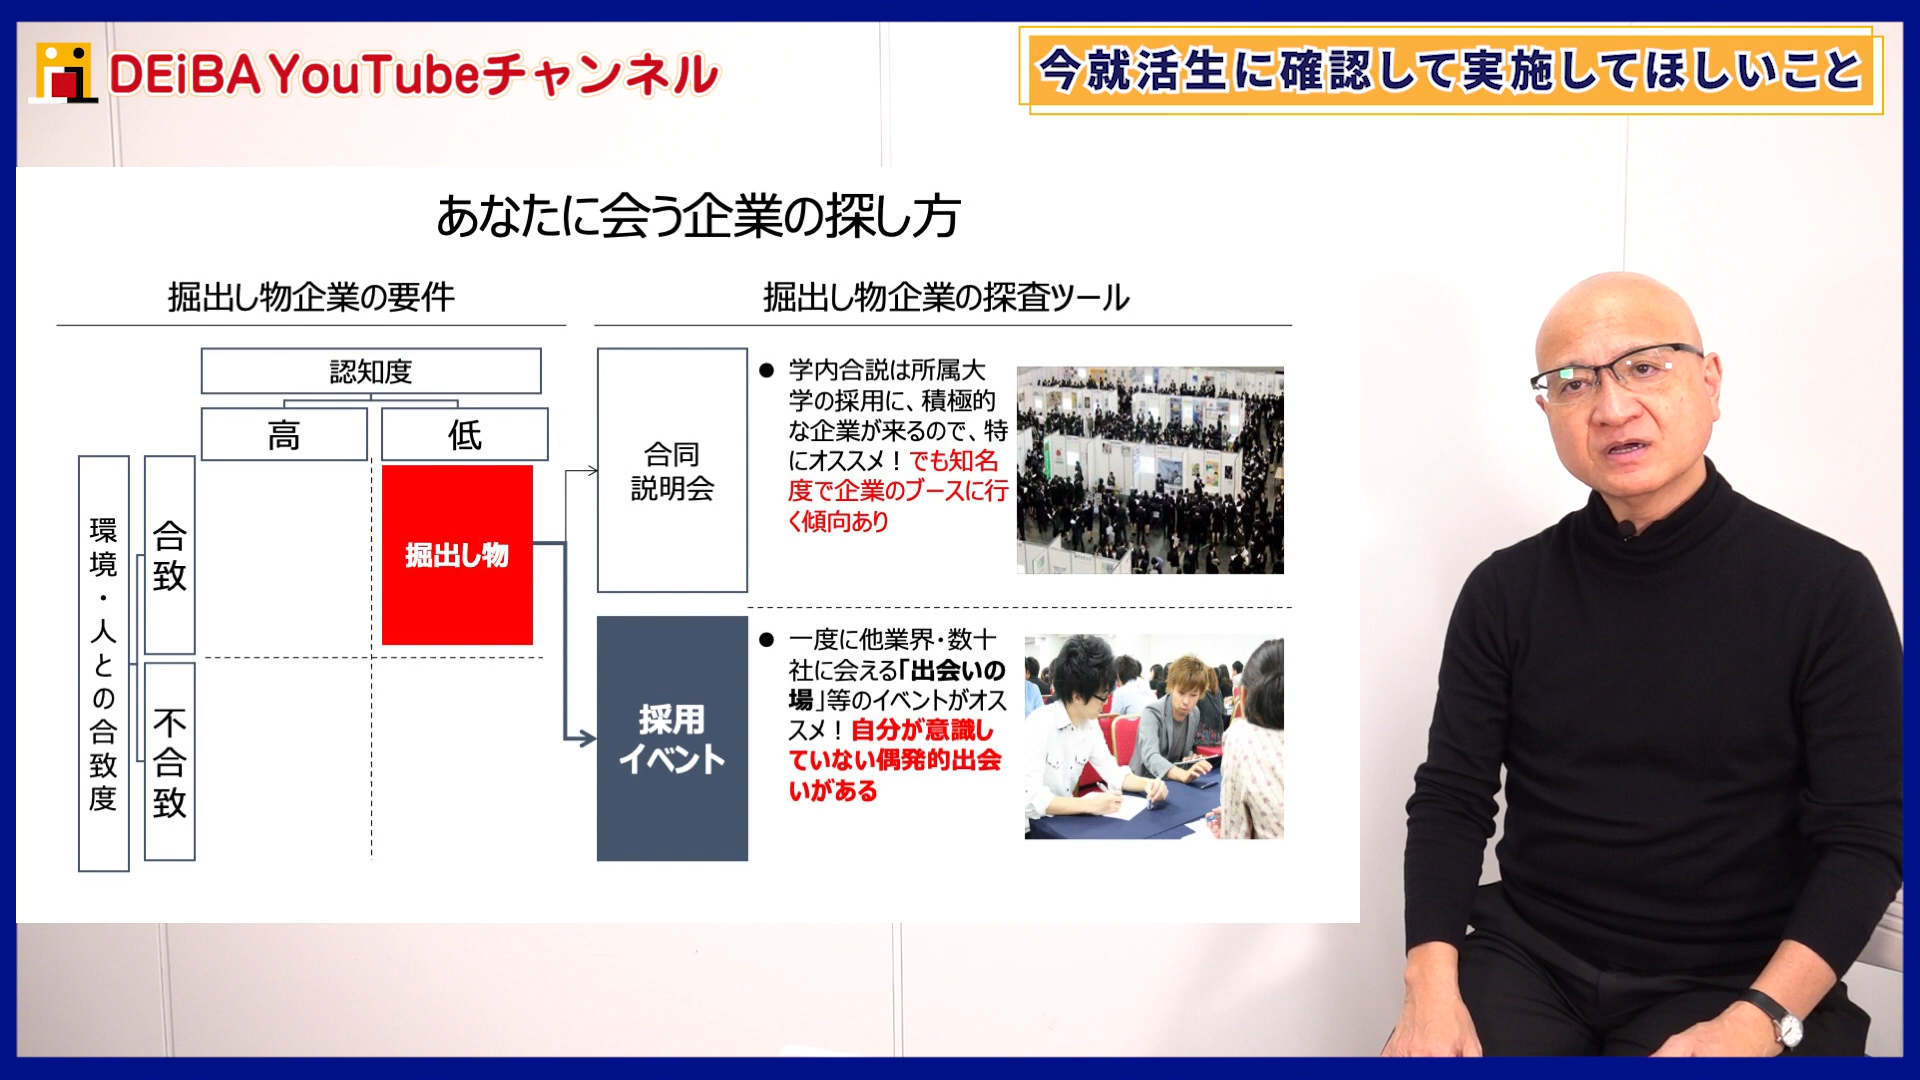 DEiBA YouTubeチャンネル
今就活生に確認して実施してほしいこと
あなたに会う企業の探し方
掘出し物企業の要件
認知度
高
低
環境・人との合致度
合致
不合致
掘出し物
掘出し物企業の探査ツール
合同
説明会
● 学内合説は所属大
学の採用に、積極的
な企業が来るので、特
にオススメ！でも知名
度で企業のブースに行
く傾向あり
採用
イベント
● 一度に他業界・数十
社に会える「出会いの
場」等のイベントがオス
スメ！自分が意識し
ていない偶発的出会
いがある